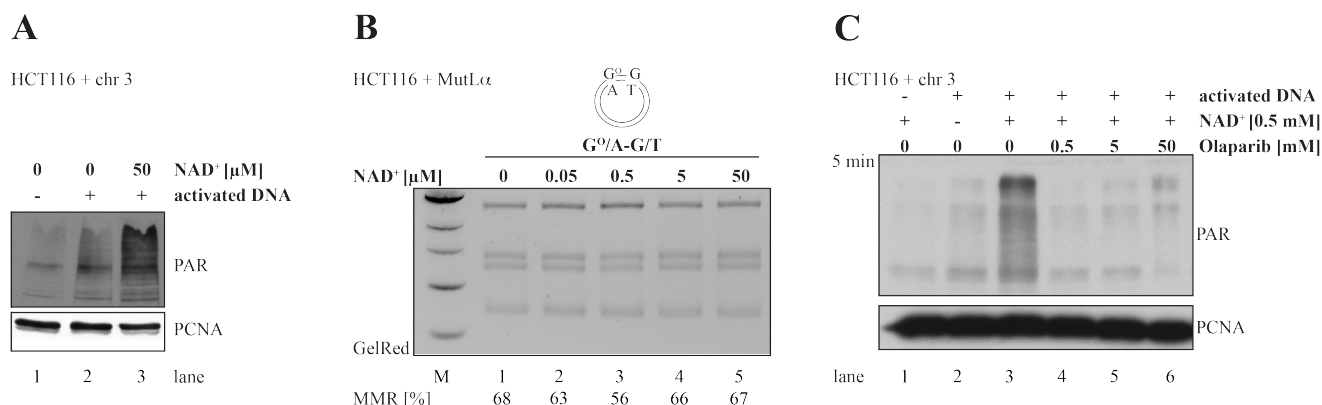 A
HCT116 + chr 3
0 0 50 NAD⁺ [µM]
- + + activated DNA
PAR
PCNA
1 2 3 lane
B
HCT116 + MutLα
Gᴼ G
A T
Gᴼ/A-G/T
NAD⁺ [µM] 0 0.05 0.5 5 50
GelRed
M 1 2 3 4 5
MMR [%] 68 63 56 66 67
C
HCT116 + chr 3
- + + + + + activated DNA
+ - + + + + NAD⁺ [0.5 mM]
0 0 0 0.5 5 50 Olaparib [mM]
5 min
PAR
PCNA
lane 1 2 3 4 5 6